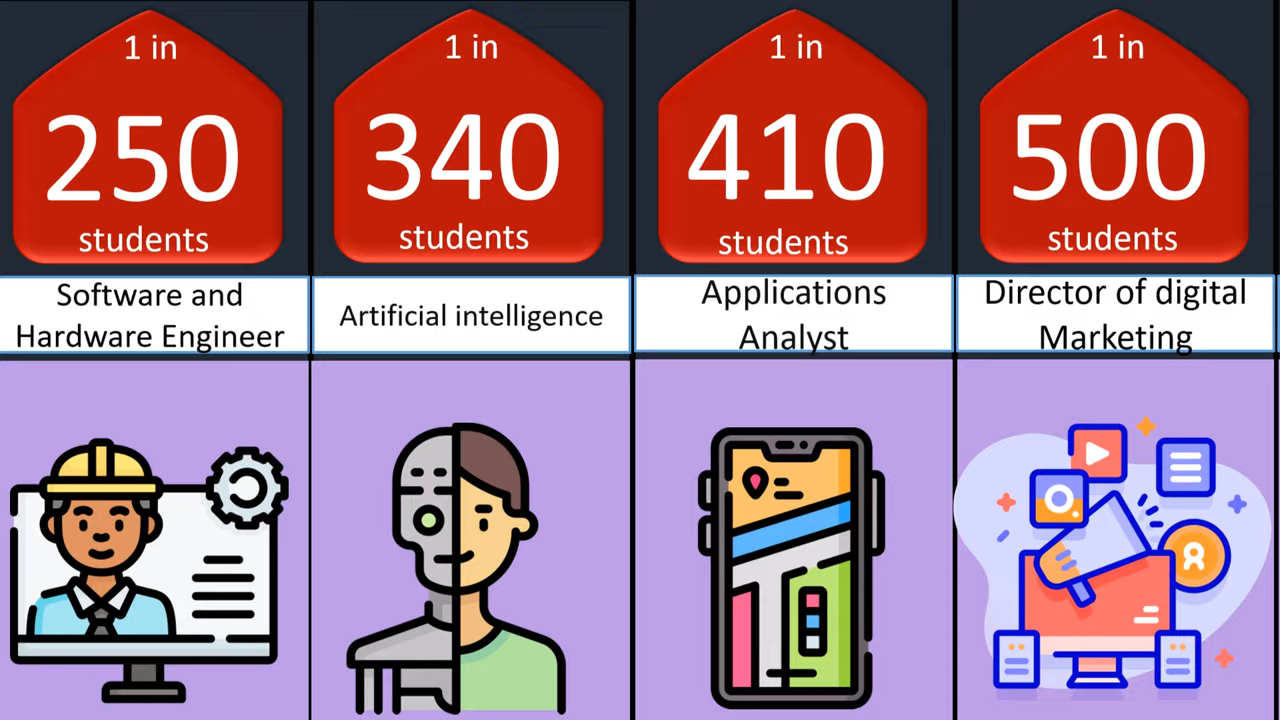 1 in
250
students
Software and
Hardware Engineer
1 in
340
students
Artificial intelligence
1 in
410
students
Applications
Analyst
1 in
500
students
Director of digital
Marketing